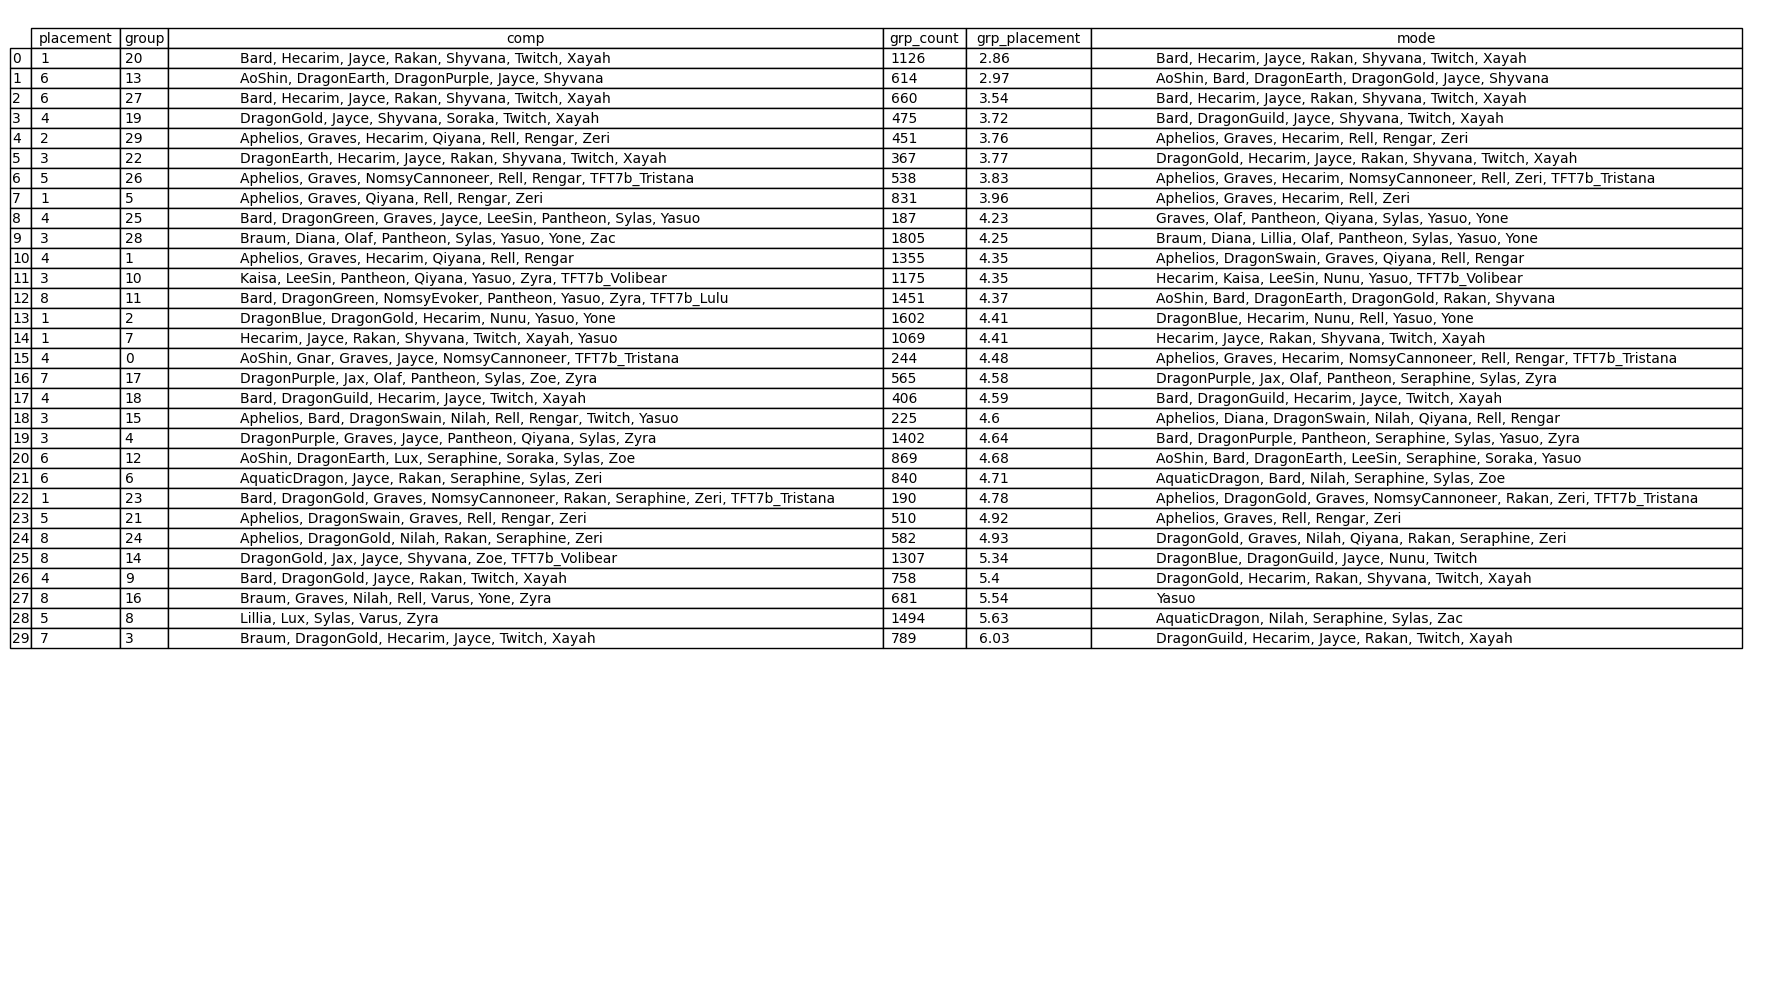 placement group comp grp_count grp_placement mode
0 1 20 Bard, Hecarim, Jayce, Rakan, Shyvana, Twitch, Xayah 1126 2.86 Bard, Hecarim, Jayce, Rakan, Shyvana, Twitch, Xayah
1 6 13 AoShin, DragonEarth, DragonPurple, Jayce, Shyvana 614 2.97 AoShin, Bard, DragonEarth, DragonGold, Jayce, Shyvana
2 6 27 Bard, Hecarim, Jayce, Rakan, Shyvana, Twitch, Xayah 660 3.54 Bard, Hecarim, Jayce, Rakan, Shyvana, Twitch, Xayah
3 4 19 DragonGold, Jayce, Shyvana, Soraka, Twitch, Xayah 475 3.72 Bard, DragonGuild, Jayce, Shyvana, Twitch, Xayah
4 2 29 Aphelios, Graves, Hecarim, Qiyana, Rell, Rengar, Zeri 451 3.76 Aphelios, Graves, Hecarim, Rell, Rengar, Zeri
5 3 22 DragonEarth, Hecarim, Jayce, Rakan, Shyvana, Twitch, Xayah 367 3.77 DragonGold, Hecarim, Jayce, Rakan, Shyvana, Twitch, Xayah
6 5 26 Aphelios, Graves, NomsyCannoneer, Rell, Rengar, TFT7b_Tristana 538 3.83 Aphelios, Graves, Hecarim, NomsyCannoneer, Rell, Zeri, TFT7b_Tristana
7 1 5 Aphelios, Graves, Qiyana, Rell, Rengar, Zeri 831 3.96 Aphelios, Graves, Hecarim, Rell, Zeri
8 4 25 Bard, DragonGreen, Graves, Jayce, LeeSin, Pantheon, Sylas, Yasuo 187 4.23 Graves, Olaf, Pantheon, Qiyana, Sylas, Yasuo, Yone
9 3 28 Braum, Diana, Olaf, Pantheon, Sylas, Yasuo, Yone, Zac 1805 4.25 Braum, Diana, Lillia, Olaf, Pantheon, Sylas, Yasuo, Yone
10 4 1 Aphelios, Graves, Hecarim, Qiyana, Rell, Rengar 1355 4.35 Aphelios, DragonSwain, Graves, Qiyana, Rell, Rengar
11 3 10 Kaisa, LeeSin, Pantheon, Qiyana, Yasuo, Zyra, TFT7b_Volibear 1175 4.35 Hecarim, Kaisa, LeeSin, Nunu, Yasuo, TFT7b_Volibear
12 8 11 Bard, DragonGreen, NomsyEvoker, Pantheon, Yasuo, Zyra, TFT7b_Lulu 1451 4.37 AoShin, Bard, DragonEarth, DragonGold, Rakan, Shyvana
13 1 2 DragonBlue, DragonGold, Hecarim, Nunu, Yasuo, Yone 1602 4.41 DragonBlue, Hecarim, Nunu, Rell, Yasuo, Yone
14 1 7 Hecarim, Jayce, Rakan, Shyvana, Twitch, Xayah, Yasuo 1069 4.41 Hecarim, Jayce, Rakan, Shyvana, Twitch, Xayah
15 4 0 AoShin, Gnar, Graves, Jayce, NomsyCannoneer, TFT7b_Tristana 244 4.48 Aphelios, Graves, Hecarim, NomsyCannoneer, Rell, Rengar, TFT7b_Tristana
16 7 17 DragonPurple, Jax, Olaf, Pantheon, Sylas, Zoe, Zyra 565 4.58 DragonPurple, Jax, Olaf, Pantheon, Seraphine, Sylas, Zyra
17 4 18 Bard, DragonGuild, Hecarim, Jayce, Twitch, Xayah 406 4.59 Bard, DragonGuild, Hecarim, Jayce, Twitch, Xayah
18 3 15 Aphelios, Bard, DragonSwain, Nilah, Rell, Rengar, Twitch, Yasuo 225 4.6 Aphelios, Diana, DragonSwain, Nilah, Qiyana, Rell, Rengar
19 3 4 DragonPurple, Graves, Jayce, Pantheon, Qiyana, Sylas, Zyra 1402 4.64 Bard, DragonPurple, Pantheon, Seraphine, Sylas, Yasuo, Zyra
20 6 12 AoShin, DragonEarth, Lux, Seraphine, Soraka, Sylas, Zoe 869 4.68 AoShin, Bard, DragonEarth, LeeSin, Seraphine, Soraka, Yasuo
21 6 6 AquaticDragon, Jayce, Rakan, Seraphine, Sylas, Zeri 840 4.71 AquaticDragon, Bard, Nilah, Seraphine, Sylas, Zoe
22 1 23 Bard, DragonGold, Graves, NomsyCannoneer, Rakan, Seraphine, Zeri, TFT7b_Tristana 190 4.78 Aphelios, DragonGold, Graves, NomsyCannoneer, Rakan, Zeri, TFT7b_Tristana
23 5 21 Aphelios, DragonSwain, Graves, Rell, Rengar, Zeri 510 4.92 Aphelios, Graves, Rell, Rengar, Zeri
24 8 24 Aphelios, DragonGold, Nilah, Rakan, Seraphine, Zeri 582 4.93 DragonGold, Graves, Nilah, Qiyana, Rakan, Seraphine, Zeri
25 8 14 DragonGold, Jax, Jayce, Shyvana, Zoe, TFT7b_Volibear 1307 5.34 DragonBlue, DragonGuild, Jayce, Nunu, Twitch
26 4 9 Bard, DragonGold, Jayce, Rakan, Twitch, Xayah 758 5.4 DragonGold, Hecarim, Rakan, Shyvana, Twitch, Xayah
27 8 16 Braum, Graves, Nilah, Rell, Varus, Yone, Zyra 681 5.54 Yasuo
28 5 8 Lillia, Lux, Sylas, Varus, Zyra 1494 5.63 AquaticDragon, Nilah, Seraphine, Sylas, Zac
29 7 3 Braum, DragonGold, Hecarim, Jayce, Twitch, Xayah 789 6.03 DragonGuild, Hecarim, Jayce, Rakan, Twitch, Xayah